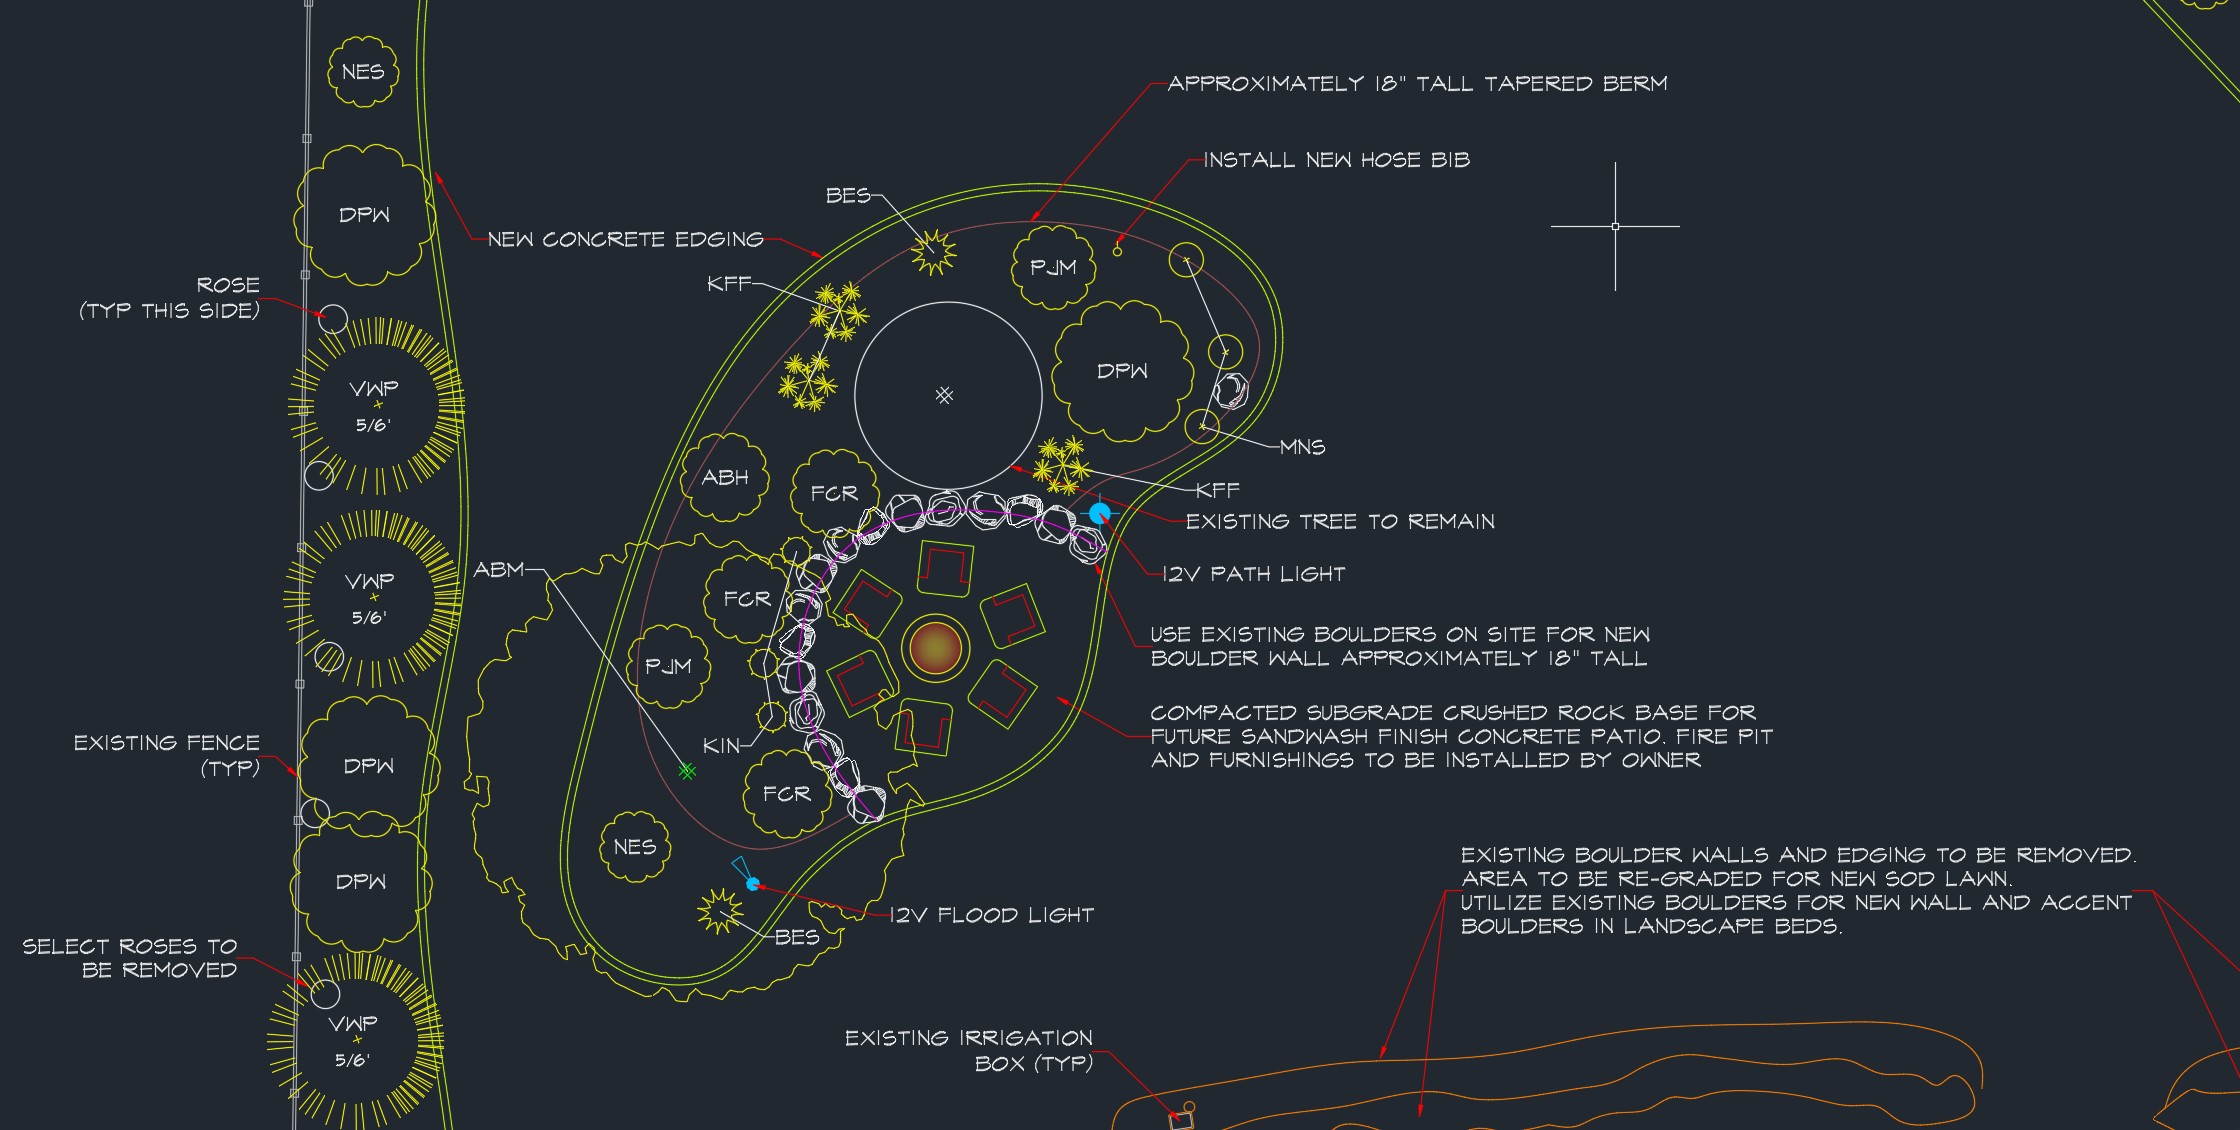 NES
DPW
ROSE
(TYP THIS SIDE)
VWP
5/6'
VWP
5/6'
EXISTING FENCE
(TYP)
DPW
DPW
SELECT ROSES TO
BE REMOVED
VWP
5/6'
NEW CONCRETE EDGING
BES
KFF
APPROXIMATELY 18" TALL TAPERED BERM
INSTALL NEW HOSE BIB
PJM
DPW
MNS
KFF
EXISTING TREE TO REMAIN
12V PATH LIGHT
ABH
FCR
ABM
FCR
PJM
KIN
FCR
NES
BES
12V FLOOD LIGHT
USE EXISTING BOULDERS ON SITE FOR NEW
BOULDER WALL APPROXIMATELY 18" TALL
COMPACTED SUBGRADE CRUSHED ROCK BASE FOR
FUTURE SANDWASH FINISH CONCRETE PATIO. FIRE PIT
AND FURNISHINGS TO BE INSTALLED BY OWNER
EXISTING BOULDER WALLS AND EDGING TO BE REMOVED.
AREA TO BE RE-GRADED FOR NEW SOD LAWN.
UTILIZE EXISTING BOULDERS FOR NEW WALL AND ACCENT
BOULDERS IN LANDSCAPE BEDS.
EXISTING IRRIGATION
BOX (TYP)